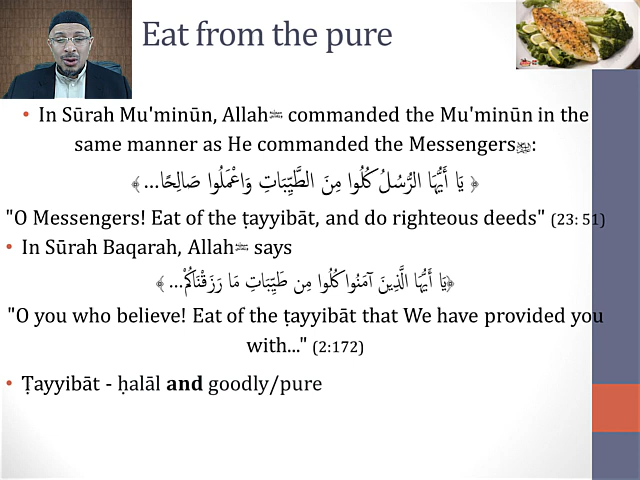 Eat from the pure
• In Sūrah Mu'minūn, Allah commanded the Mu'minūn in the
same manner as He commanded the Messengers :
﴿ يَا أَيُّهَا الرُّسُلُ كُلُوا مِنَ الطَّيِّبَاتِ وَاعْمَلُوا صَالِحًا... ﴾
"O Messengers! Eat of the ṭayyibāt, and do righteous deeds" (23: 51)
• In Sūrah Baqarah, Allah says
﴿يَا أَيُّهَا الَّذِينَ آمَنُوا كُلُوا مِن طَيِّبَاتِ مَا رَزَقْنَاكُمْ... ﴾
"O you who believe! Eat of the ṭayyibāt that We have provided you
with..." (2:172)
• Ṭayyibāt - ḥalāl and goodly/pure